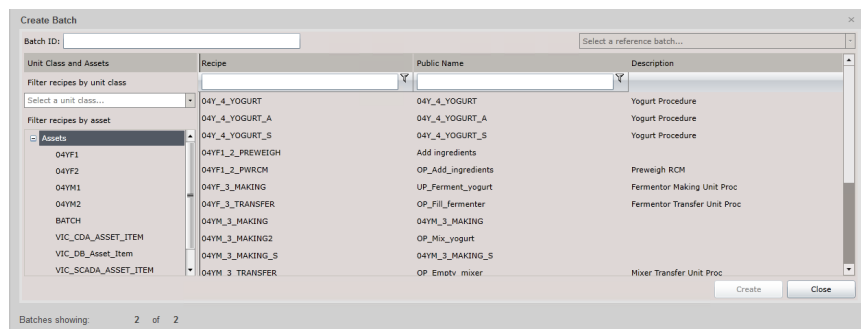 Create Batch
Batch ID: Select a reference batch...
Unit Class and Assets Recipe Public Name Description
Filter recipes by unit class
Select a unit class...
Filter recipes by asset
Assets
04YF1
04YF2
04YM1
04YM2
BATCH
VIC_CDA_ASSET_ITEM
VIC_DB_Asset_Item
VIC_SCADA_ASSET_ITEM
04Y_4_YOGURT 04Y_4_YOGURT Yogurt Procedure
04Y_4_YOGURT_A 04Y_4_YOGURT_A Yogurt Procedure
04Y_4_YOGURT_S 04Y_4_YOGURT_S Yogurt Procedure
04YF1_2_PREWEIGH Add ingredients
04YF1_2_PWRCM OP_Add_ingredients Preweigh RCM
04YF_3_MAKING UP_Ferment_yogurt Fermentor Making Unit Proc
04YF_3_TRANSFER OP_Fill_fermenter Fermentor Transfer Unit Proc
04YM_3_MAKING 04YM_3_MAKING
04YM_3_MAKING2 OP_Mix_yogurt
04YM_3_MAKING_S 04YM_3_MAKING_S
04YM_3_TRANSFER OP_Empty_mixer Mixer Transfer Unit Proc
Create Close
Batches showing: 2 of 2